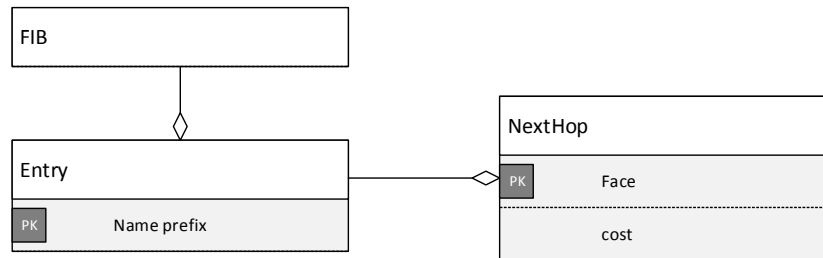 FIB
Entry
PK Name prefix
NextHop
PK Face
cost